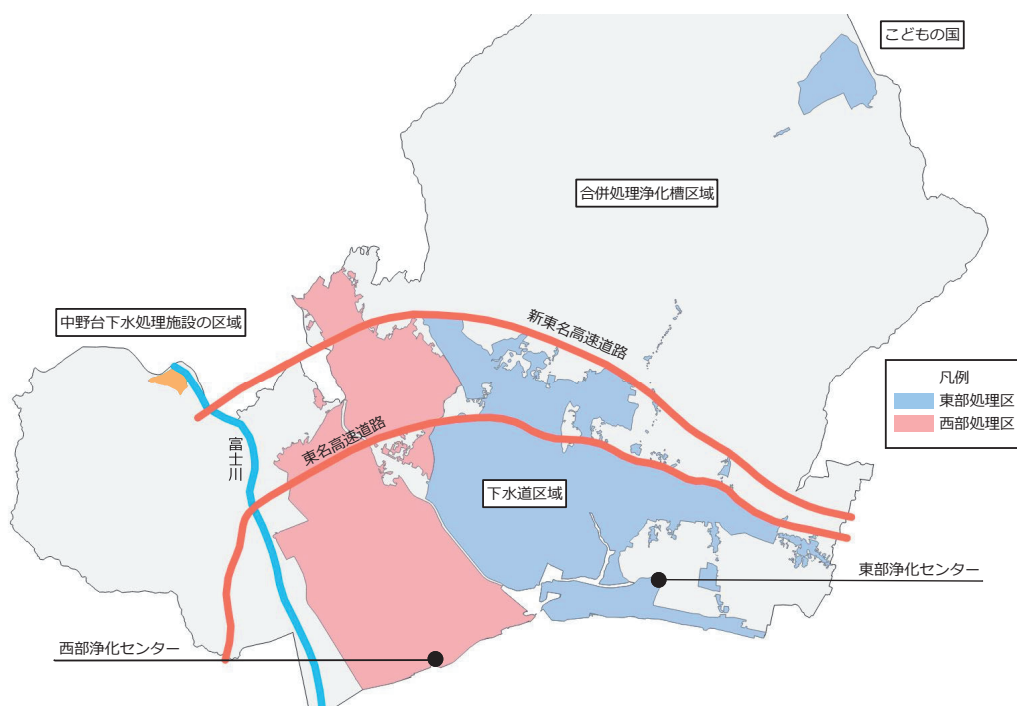 こどもの国
合併処理浄化槽区域
中野台下水処理施設の区域
新東名高速道路
凡例
東部処理区
西部処理区
富士川
東名高速道路
下水道区域
東部浄化センター
西部浄化センター